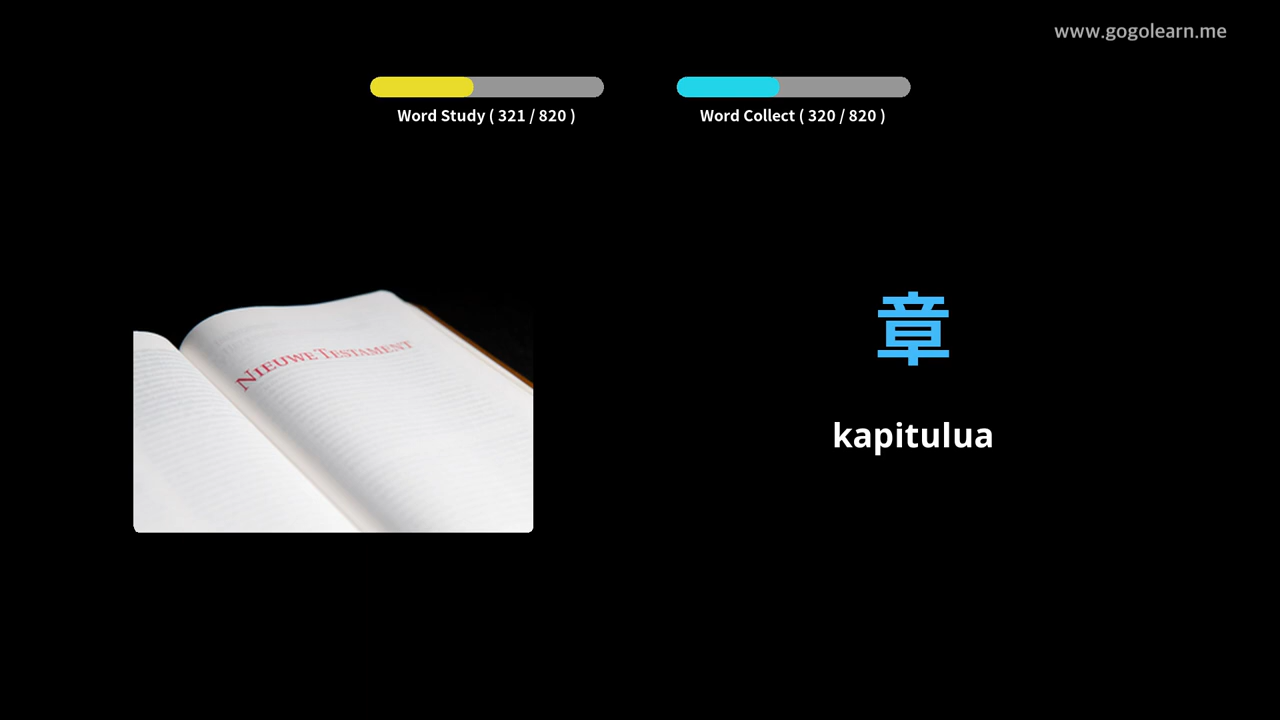 www.gogolearn.me
Word Study ( 321 / 820 )
Word Collect ( 320 / 820 )
NIEUWE TESTAMENT
章
kapitulua